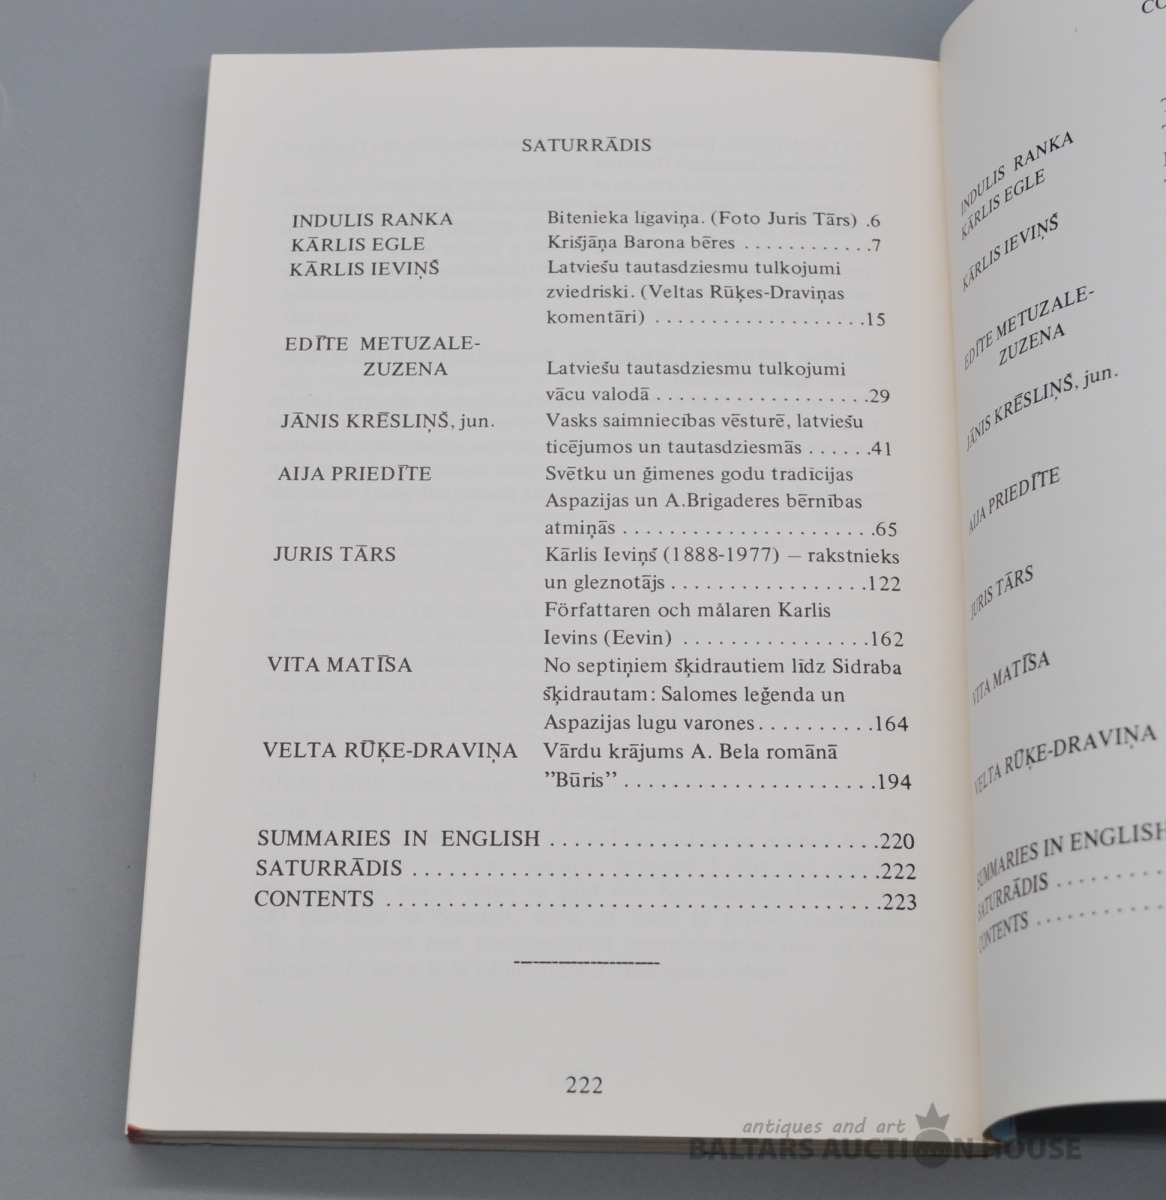 SATURRĀDIS
INDULIS RANKA Bitenieka līgaviņa. (Foto Juris Tārs) .6
KĀRLIS EGLE Krišjāņa Barona bēres . . . . . . . . . . . .7
KĀRLIS IEVIŅŠ Latviešu tautasdziesmu tulkojumi
zviedriski. (Veltas Rūķes-Draviņas
komentāri) . . . . . . . . . . . . . . . . . . . .15
EDĪTE METUZALE-
ZUZENA Latviešu tautasdziesmu tulkojumi
vācu valodā . . . . . . . . . . . . . . . . . . . .29
JĀNIS KRĒSLIŅŠ, jun. Vasks saimniecības vēsturē, latviešu
ticējumos un tautasdziesmās . . . . . .41
AIJA PRIEDĪTE Svētku un ģimenes godu tradīcijas
Aspazijas un A.Brigaderes bērnības
atmiņās . . . . . . . . . . . . . . . . . . . . . . . .65
JURIS TĀRS Kārlis Ieviņš (1888-1977) — rakstnieks
un gleznotājs . . . . . . . . . . . . . . . . . . .122
Författaren och målaren Karlis
Ievins (Eevin) . . . . . . . . . . . . . . . . . .162
VITA MATĪSA No septiņiem šķidrautiem līdz Sidraba
šķidrautam: Salomes leģenda un
Aspazijas lugu varones . . . . . . . . . . .164
VELTA RŪĶE-DRAVIŅA Vārdu krājums A. Bela romānā
”Būris” . . . . . . . . . . . . . . . . . . . . . . . .194
SUMMARIES IN ENGLISH . . . . . . . . . . . . . . . . . . . . . . . . . . . . . .220
SATURRĀDIS . . . . . . . . . . . . . . . . . . . . . . . . . . . . . . . . . . . . . . . . . .222
CONTENTS . . . . . . . . . . . . . . . . . . . . . . . . . . . . . . . . . . . . . . . . . . . .223
222
INDULIS RANKA
KĀRLIS EGLE
KĀRLIS IEVIŅŠ
EDĪTE METUZALE-
ZUZENA
JĀNIS KRĒSLIŅŠ, jun.
AIJA PRIEDĪTE
JURIS TĀRS
VITA MATĪSA
VELTA RŪĶE-DRAVIŅA
SUMMARIES IN ENGLISH
SATURRĀDIS . . . . . . . . . .
CONTENTS . . . . . . . . . . . .
antiques and art
BALTARS AUCTION HOUSE